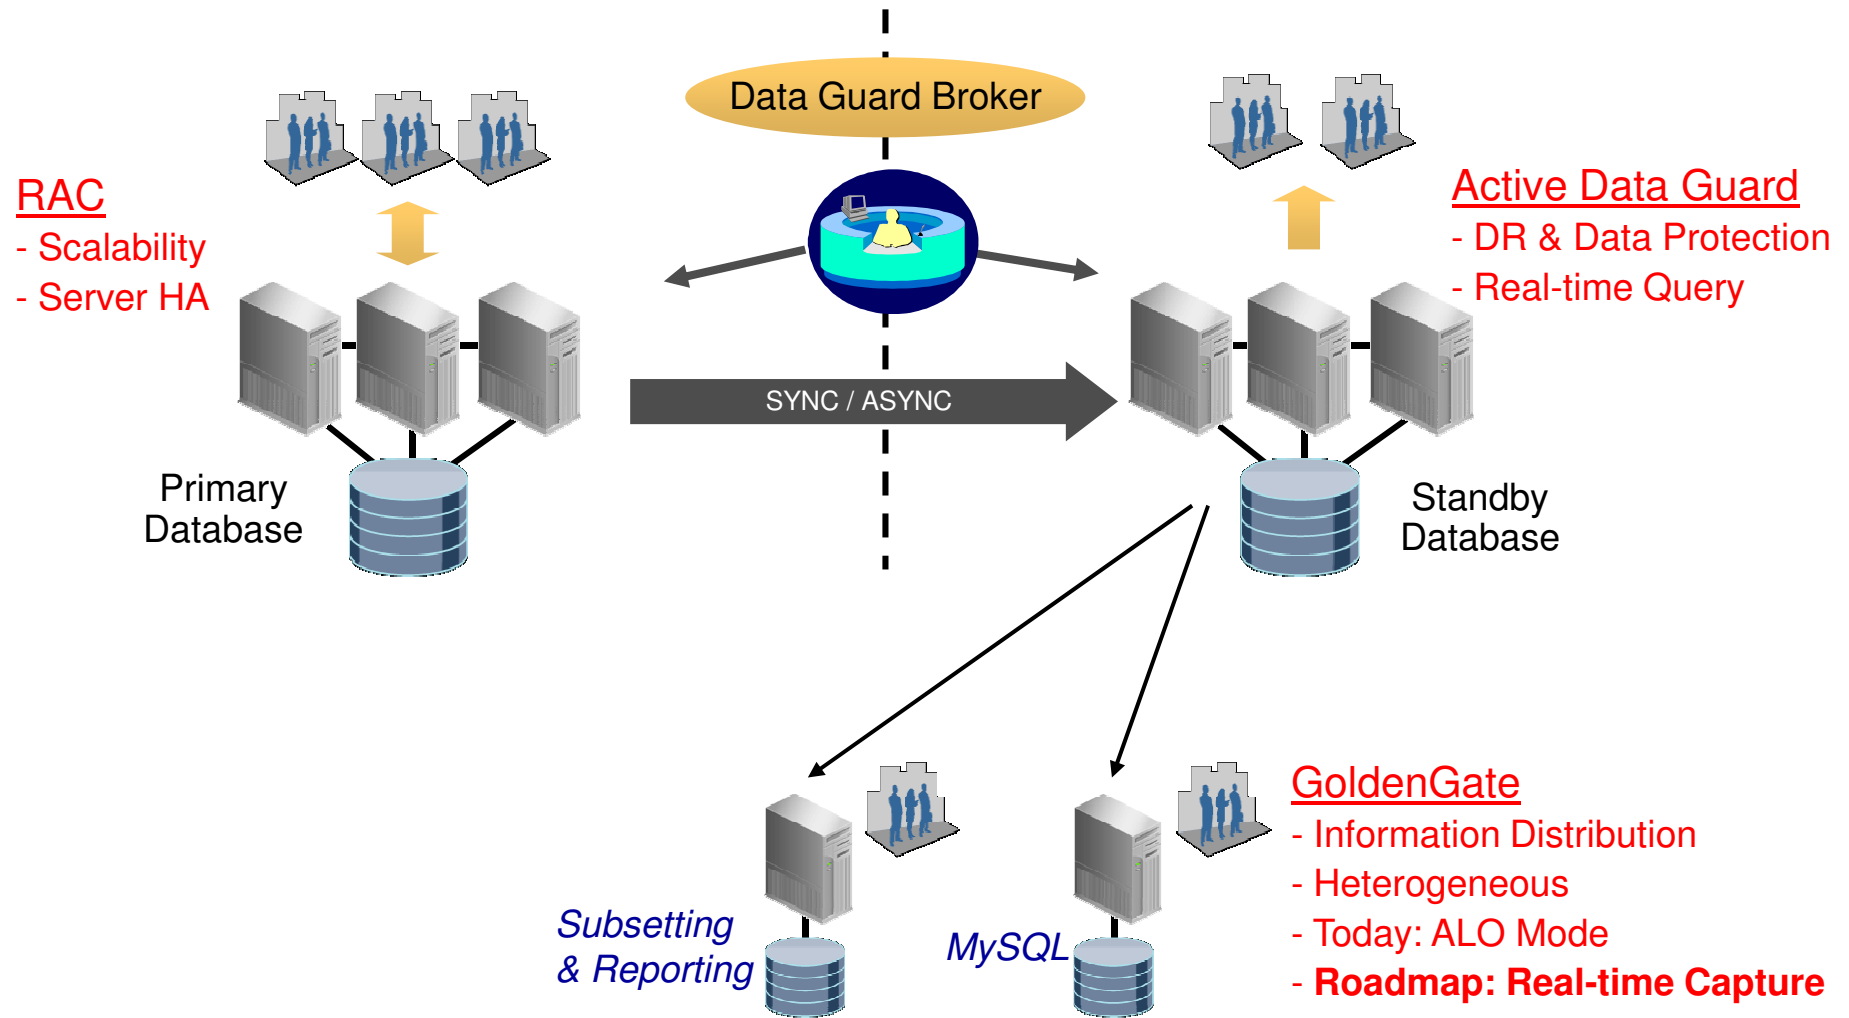 Data Guard Broker
RAC
- Scalability
- Server HA
Active Data Guard
- DR & Data Protection
- Real-time Query
SYNC / ASYNC
Primary
Database
Standby
Database
Subsetting
& Reporting
MySQL
GoldenGate
- Information Distribution
- Heterogeneous
- Today: ALO Mode
- Roadmap: Real-time Capture